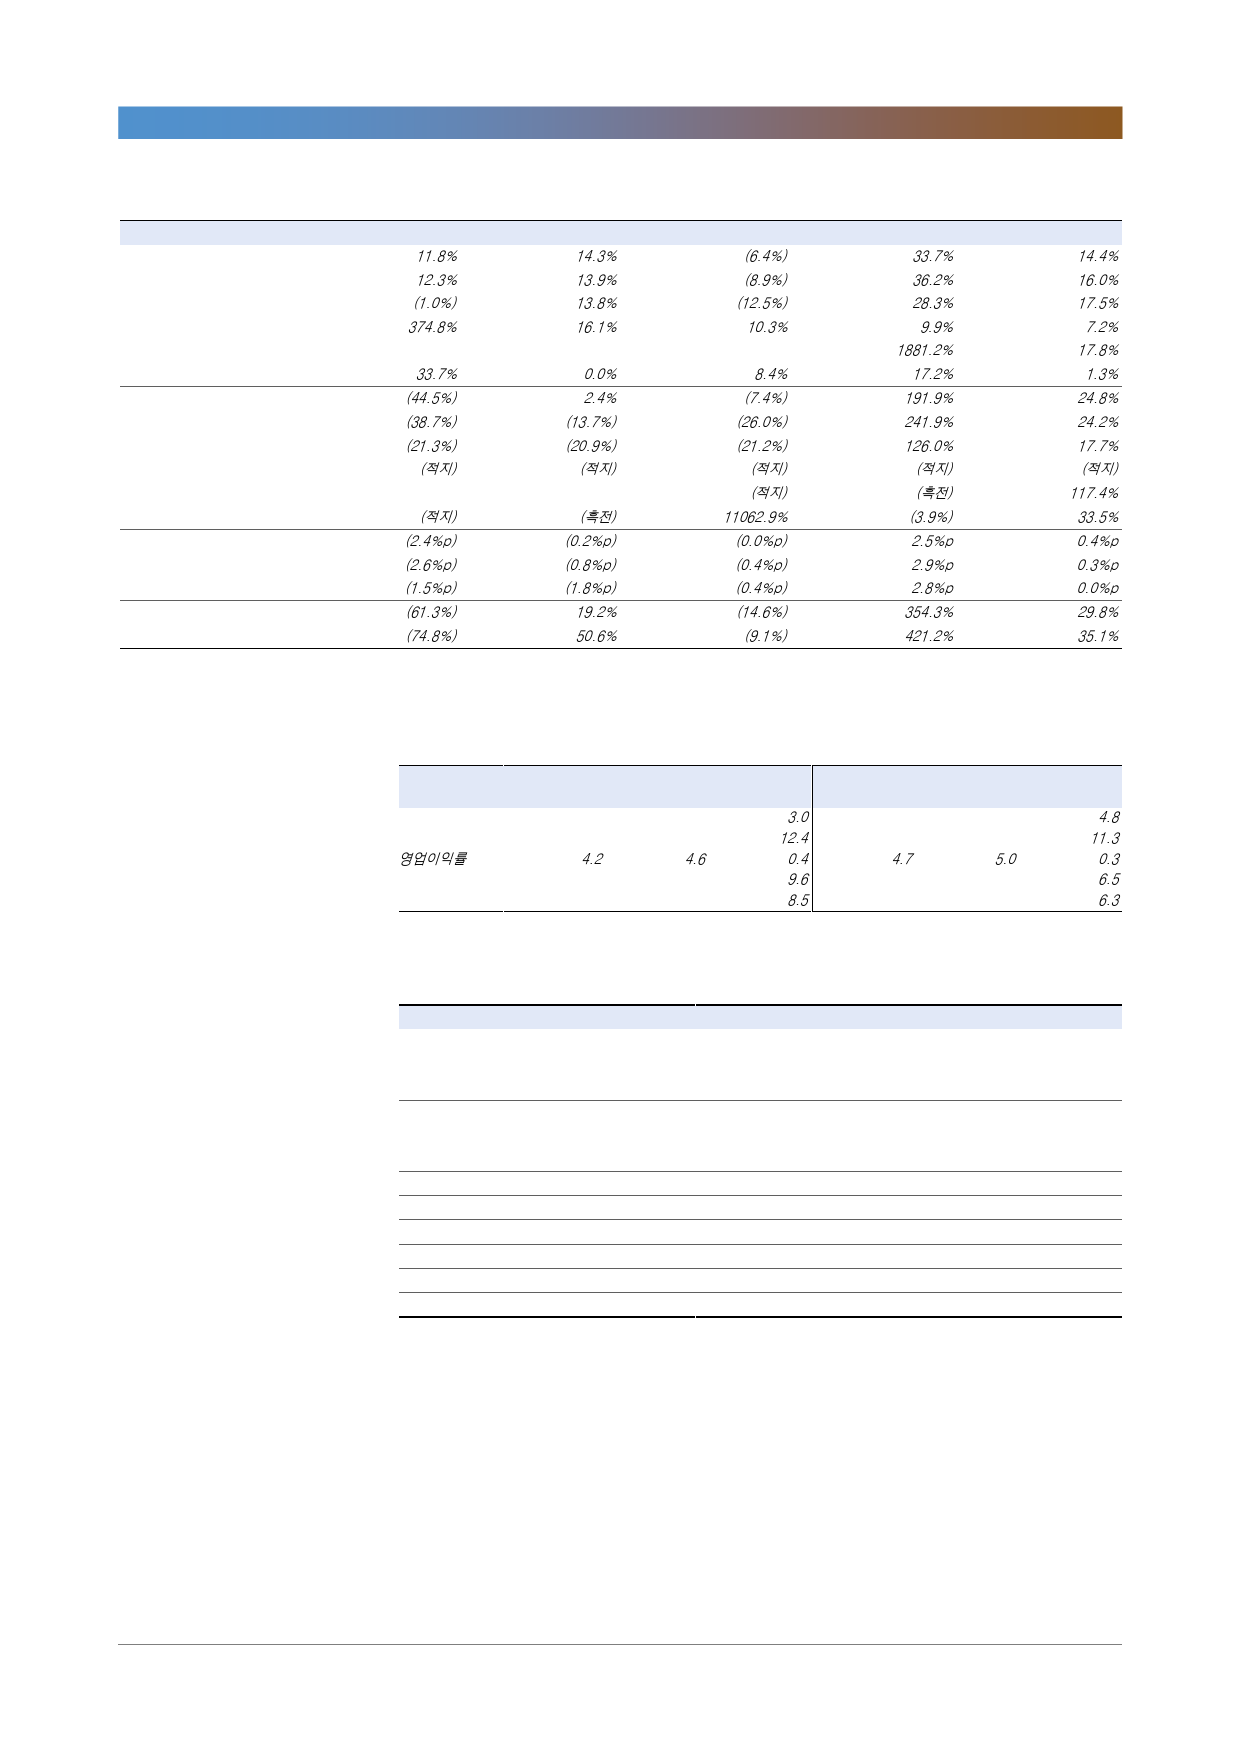 11.8% 14.3% (6.4%) 33.7% 14.4%
12.3% 13.9% (8.9%) 36.2% 16.0%
(1.0%) 13.8% (12.5%) 28.3% 17.5%
374.8% 16.1% 10.3% 9.9% 7.2%
1881.2% 17.8%
33.7% 0.0% 8.4% 17.2% 1.3%
(44.5%) 2.4% (7.4%) 191.9% 24.8%
(38.7%) (13.7%) (26.0%) 241.9% 24.2%
(21.3%) (20.9%) (21.2%) 126.0% 17.7%
(적지) (적지) (적지) (적지) (적지)
(적지) (흑전) 117.4%
(적지) (흑전) 11062.9% (3.9%) 33.5%
(2.4%p) (0.2%p) (0.0%p) 2.5%p 0.4%p
(2.6%p) (0.8%p) (0.4%p) 2.9%p 0.3%p
(1.5%p) (1.8%p) (0.4%p) 2.8%p 0.0%p
(61.3%) 19.2% (14.6%) 354.3% 29.8%
(74.8%) 50.6% (9.1%) 421.2% 35.1%
3.0 4.8
12.4 11.3
영업이익률 4.2 4.6 0.4 4.7 5.0 0.3
9.6 6.5
8.5 6.3